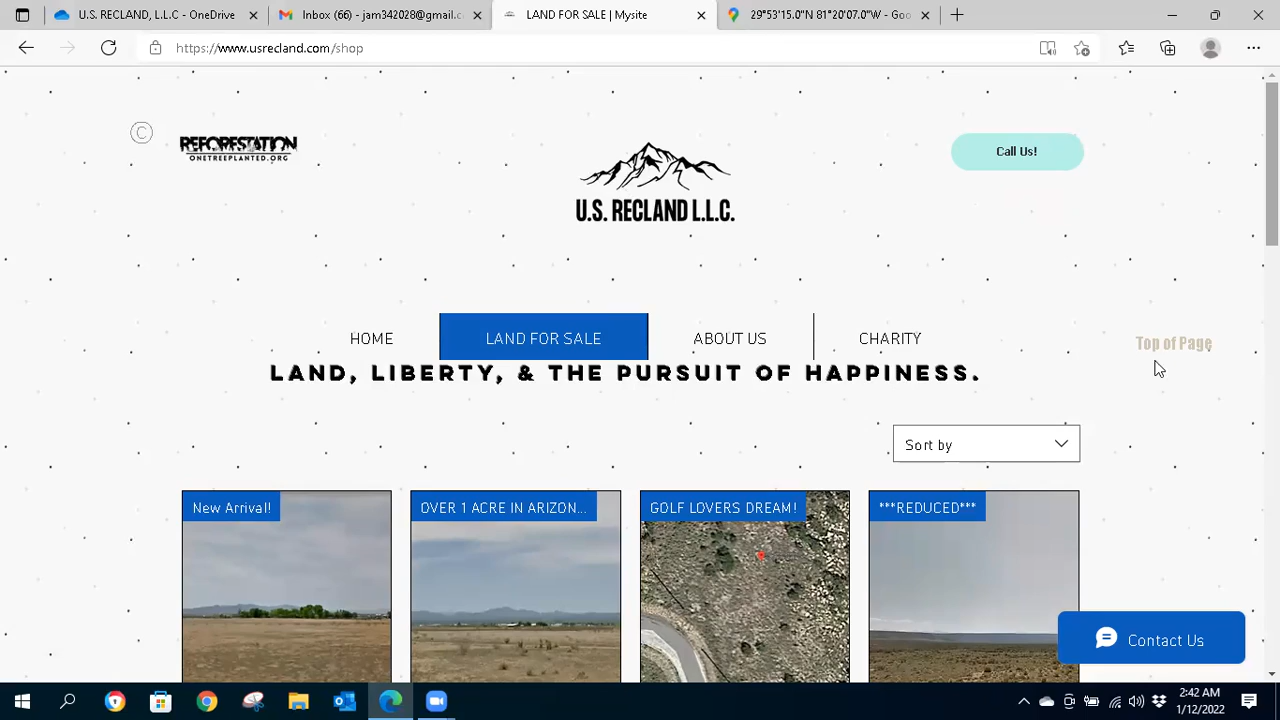 U.S. RECLAND, L.L.C - OneDrive
Inbox (66) - jam342028@gmail.c
LAND FOR SALE | Mysite
29°53'15.0"N 81°20'07.0"W - Goo
https://www.usrecland.com/shop
©
REFORESTATION
ONETREEPLANTED.ORG
U.S. RECLAND L.L.C.
Call Us!
HOME
LAND FOR SALE
ABOUT US
CHARITY
Top of Page
LAND, LIBERTY, & THE PURSUIT OF HAPPINESS.
Sort by
New Arrival!
OVER 1 ACRE IN ARIZON...
GOLF LOVERS DREAM!
***REDUCED***
Contact Us
2:42 AM
1/12/2022